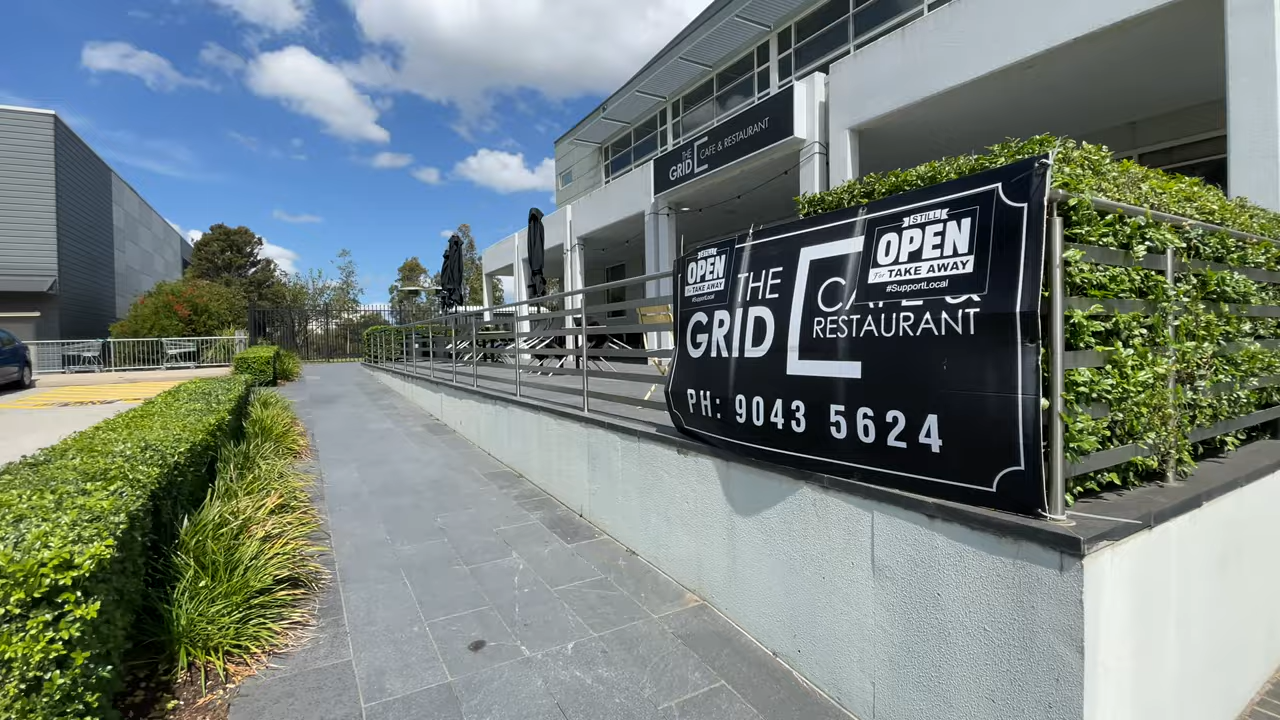 THE
GRID
CAFE & RESTAURANT
OPEN
For TAKE AWAY
#SupportLocal
STILL
OPEN
For TAKE AWAY
#SupportLocal
THE
GRID
CAFE &
RESTAURANT
PH: 9043 5624